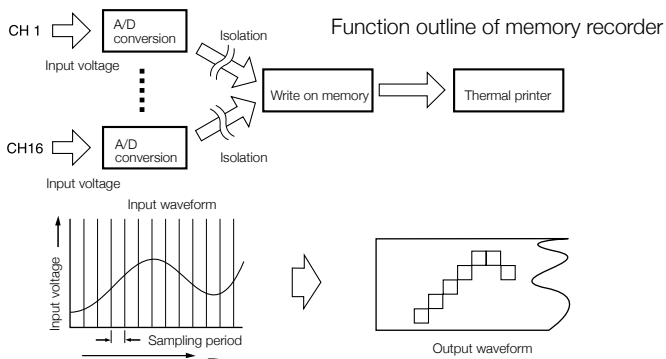 Function outline of memory recorder
CH 1
A/D
conversion
Isolation
Input voltage
Write on memory
Thermal printer
CH16
A/D
conversion
Isolation
Input voltage
Input waveform
Input voltage
Sampling period
Output waveform